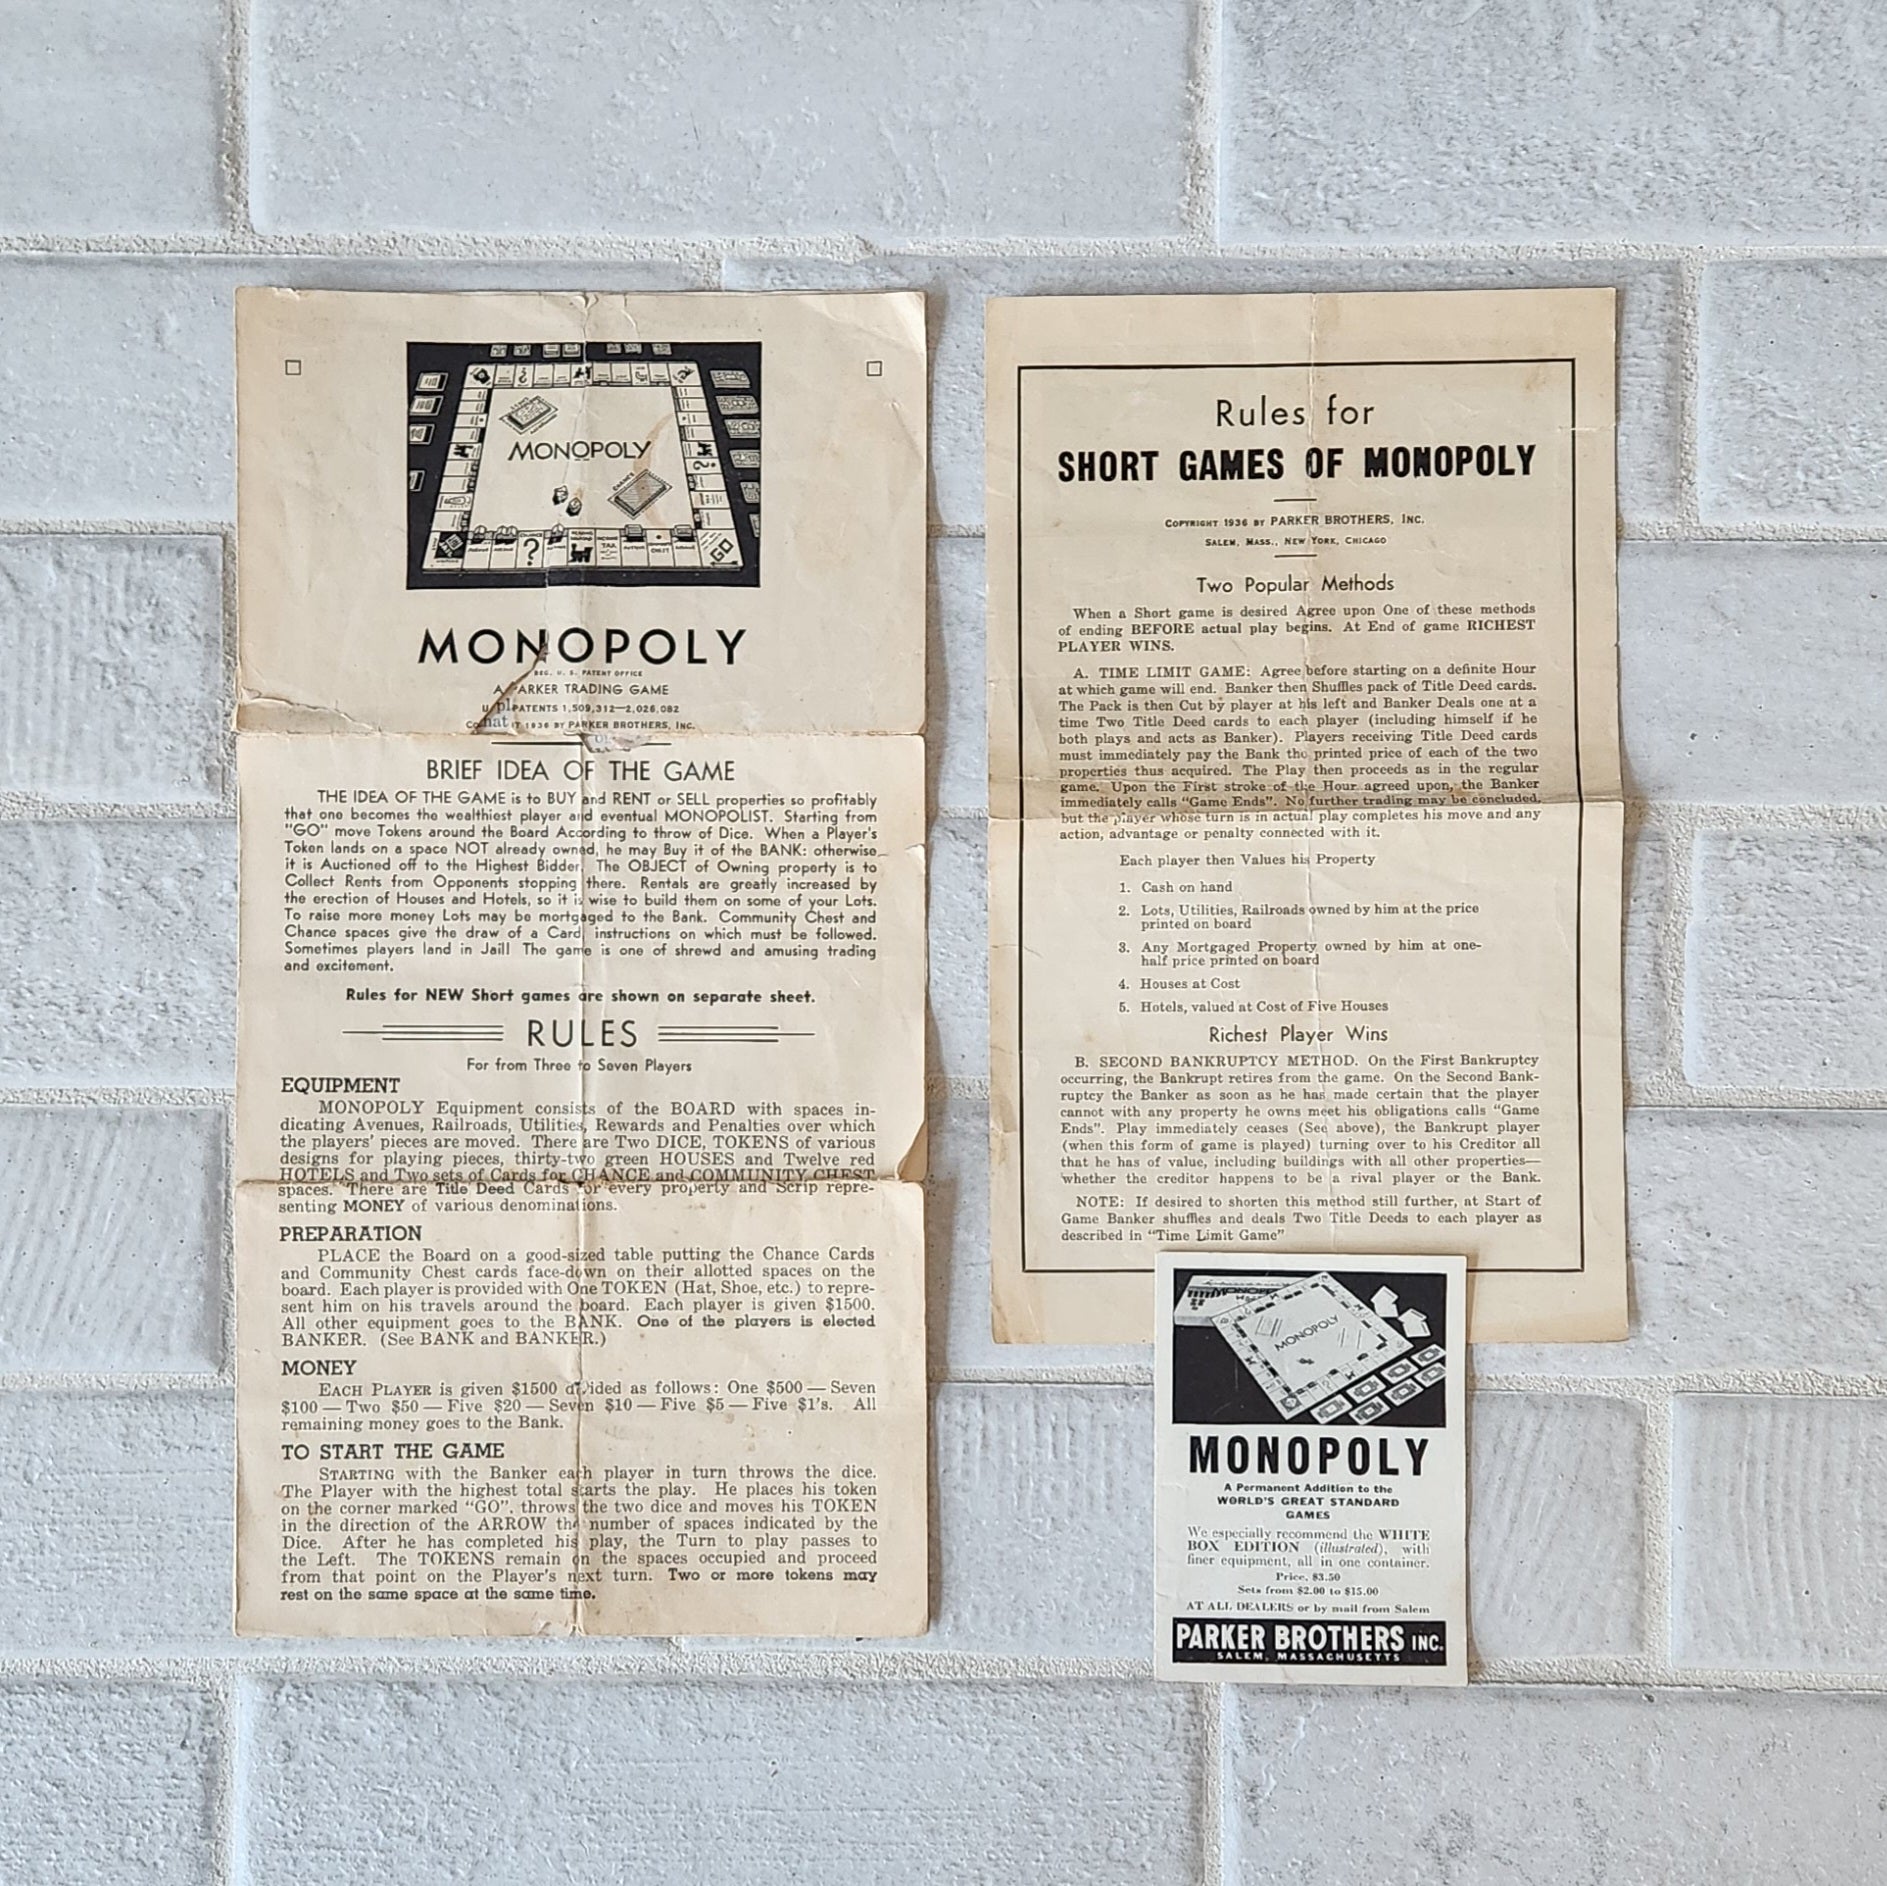 MONOPOLY
CHANCE
GO
INCOME
TAX
CHEST
MONOPOLY
REG. U. S. PATENT OFFICE
A PARKER TRADING GAME
PATENTS 1,509,312—2,026,082
1936 BY PARKER BROTHERS, INC.
BRIEF IDEA OF THE GAME
THE IDEA OF THE GAME is to BUY and RENT or SELL properties so profitably
that one becomes the wealthiest player and eventual MONOPOLIST. Starting from
"GO" move Tokens around the Board According to throw of Dice. When a Player's
Token lands on a space NOT already owned, he may Buy it of the BANK: otherwise
it is Auctioned off to the Highest Bidder. The OBJECT of Owning property is to
Collect Rents from Opponents stopping there. Rentals are greatly increased by
the erection of Houses and Hotels, so it is wise to build them on some of your Lots.
To raise more money Lots may be mortgaged to the Bank. Community Chest and
Chance spaces give the draw of a Card, instructions on which must be followed.
Sometimes players land in Jail! The game is one of shrewd and amusing trading
and excitement.
Rules for NEW Short games are shown on separate sheet.
RULES
For from Three to Seven Players
EQUIPMENT
MONOPOLY Equipment consists of the BOARD with spaces in-
dicating Avenues, Railroads, Utilities, Rewards and Penalties over which
the players' pieces are moved. There are Two DICE, TOKENS of various
designs for playing pieces, thirty-two green HOUSES and Twelve red
HOTELS and Two sets of Cards for CHANCE and COMMUNITY CHEST
spaces. There are Title Deed Cards for every property and Scrip repre-
senting MONEY of various denominations.
PREPARATION
PLACE the Board on a good-sized table putting the Chance Cards
and Community Chest cards face-down on their allotted spaces on the
board. Each player is provided with One TOKEN (Hat, Shoe, etc.) to repre-
sent him on his travels around the board. Each player is given $1500.
All other equipment goes to the BANK. One of the players is elected
BANKER. (See BANK and BANKER.)
MONEY
EACH PLAYER is given $1500 divided as follows: One $500 — Seven
$100 — Two $50 — Five $20 — Seven $10 — Five $5 — Five $1's. All
remaining money goes to the Bank.
TO START THE GAME
STARTING with the Banker each player in turn throws the dice.
The Player with the highest total starts the play. He places his token
on the corner marked "GO", throws the two dice and moves his TOKEN
in the direction of the ARROW the number of spaces indicated by the
Dice. After he has completed his play, the Turn to play passes to
the Left. The TOKENS remain on the spaces occupied and proceed
from that point on the Player's next turn. Two or more tokens may
rest on the same space at the same time.
Rules for
SHORT GAMES OF MONOPOLY
COPYRIGHT 1936 BY PARKER BROTHERS, INC.
SALEM, MASS., NEW YORK, CHICAGO
Two Popular Methods
When a Short game is desired Agree upon One of these methods
of ending BEFORE actual play begins. At End of game RICHEST
PLAYER WINS.
A. TIME LIMIT GAME: Agree before starting on a definite Hour
at which game will end. Banker then Shuffles pack of Title Deed cards.
The Pack is then Cut by player at his left and Banker Deals one at a
time Two Title Deed cards to each player (including himself if he
both plays and acts as Banker). Players receiving Title Deed cards
must immediately pay the Bank the printed price of each of the two
properties thus acquired. The Play then proceeds as in the regular
game. Upon the First stroke of the Hour agreed upon, the Banker
immediately calls "Game Ends". No further trading may be concluded,
but the player whose turn is in actual play completes his move and any
action, advantage or penalty connected with it.
Each player then Values his Property
1. Cash on hand
2. Lots, Utilities, Railroads owned by him at the price
printed on board
3. Any Mortgaged Property owned by him at one-
half price printed on board
4. Houses at Cost
5. Hotels, valued at Cost of Five Houses
Richest Player Wins
B. SECOND BANKRUPTCY METHOD. On the First Bankruptcy
occurring, the Bankrupt retires from the game. On the Second Bank-
ruptcy the Banker as soon as he has made certain that the player
cannot with any property he owns meet his obligations calls "Game
Ends". Play immediately ceases (See above), the Bankrupt player
(when this form of game is played) turning over to his Creditor all
that he has of value, including buildings with all other properties—
whether the creditor happens to be a rival player or the Bank.
NOTE: If desired to shorten this method still further, at Start of
Game Banker shuffles and deals Two Title Deeds to each player as
described in "Time Limit Game"
MONOPOLY
MONOPOLY
A Permanent Addition to the
WORLD'S GREAT STANDARD
GAMES
We especially recommend the WHITE
BOX EDITION (illustrated), with
finer equipment, all in one container.
Price, $3.50
Sets from $2.00 to $15.00
AT ALL DEALERS or by mail from Salem
PARKER BROTHERS INC.
SALEM, MASSACHUSETTS